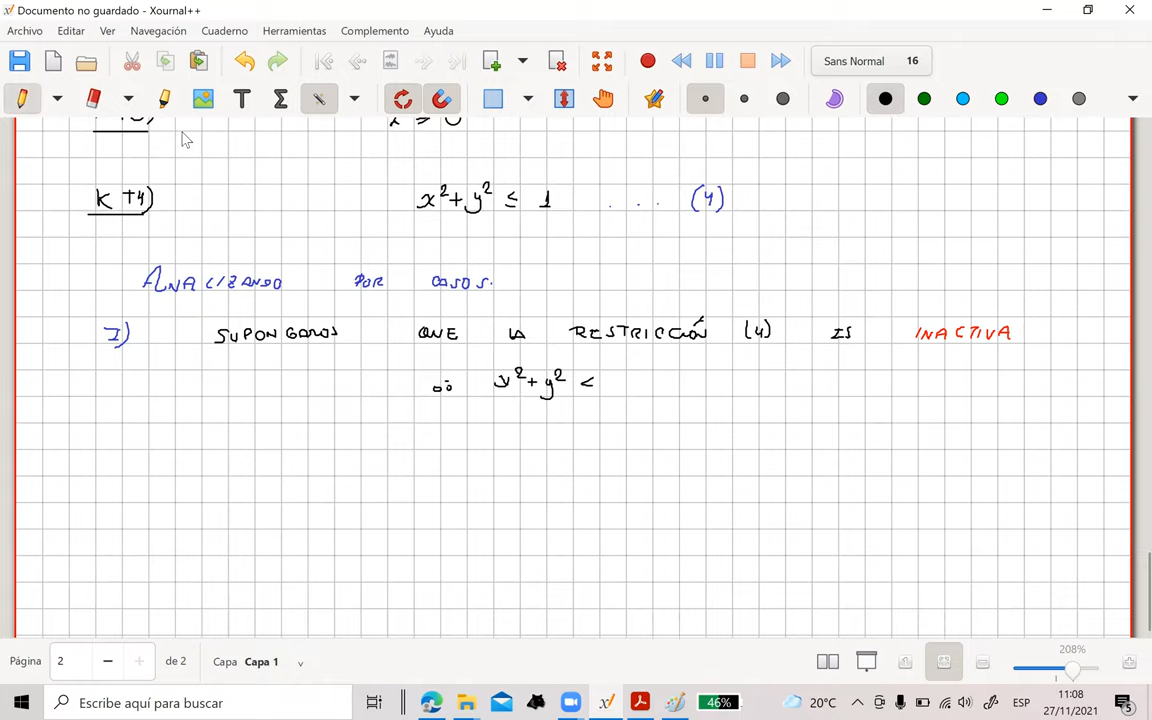 Documento no guardado - Xournal++
Archivo Editar Ver Navegación Cuaderno Herramientas Complemento Ayuda
Sans Normal 16
K+4) x²+y² ≤ 1 ... (4)
ANALIZANDO POR CASOS.
I) SUPONGAMOS QUE LA RESTRICCIÓN (4) ES INACTIVA
x²+y² <
Página 2 de 2 Capa Capa 1 208%
Escribe aquí para buscar 46% 20°C ESP 11:08
27/11/2021 5